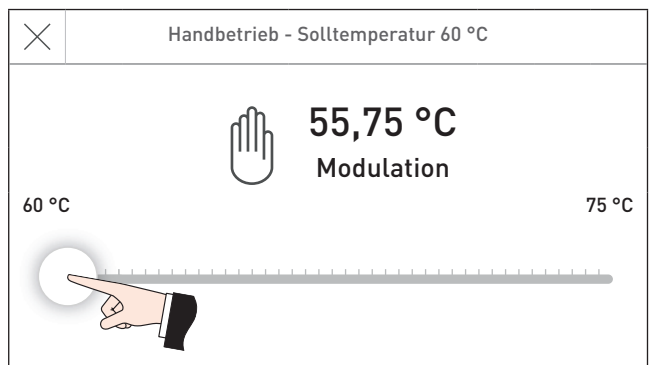 Handbetrieb - Solltemperatur 60 °C
55,75 °C
Modulation
60 °C 75 °C